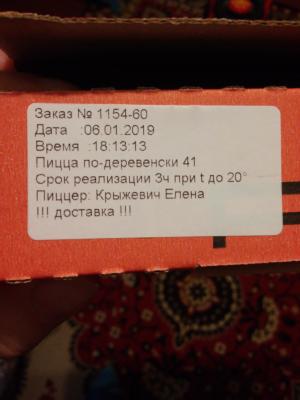 Заказ № 1154-60
Дата :06.01.2019
Время :18:13:13
Пицца по-деревенски 41
Срок реализации 3ч при t до 20°
Пиццер: Крыжевич Елена
!!! доставка !!!